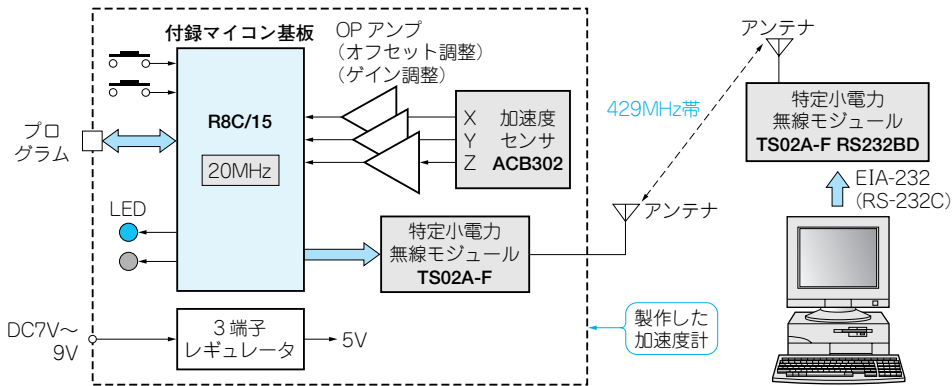 付録マイコン基板
OP アンプ
（オフセット調整）
（ゲイン調整）
R8C/15
20MHz
X 加速度
Y センサ
Z ACB302
プロ
グラム
LED
特定小電力
無線モジュール
TS02A-F
アンテナ
429MHz帯
アンテナ
特定小電力
無線モジュール
TS02A-F RS232BD
EIA-232
(RS-232C)
DC7V～
9V
3 端子
レギュレータ
5V
製作した
加速度計